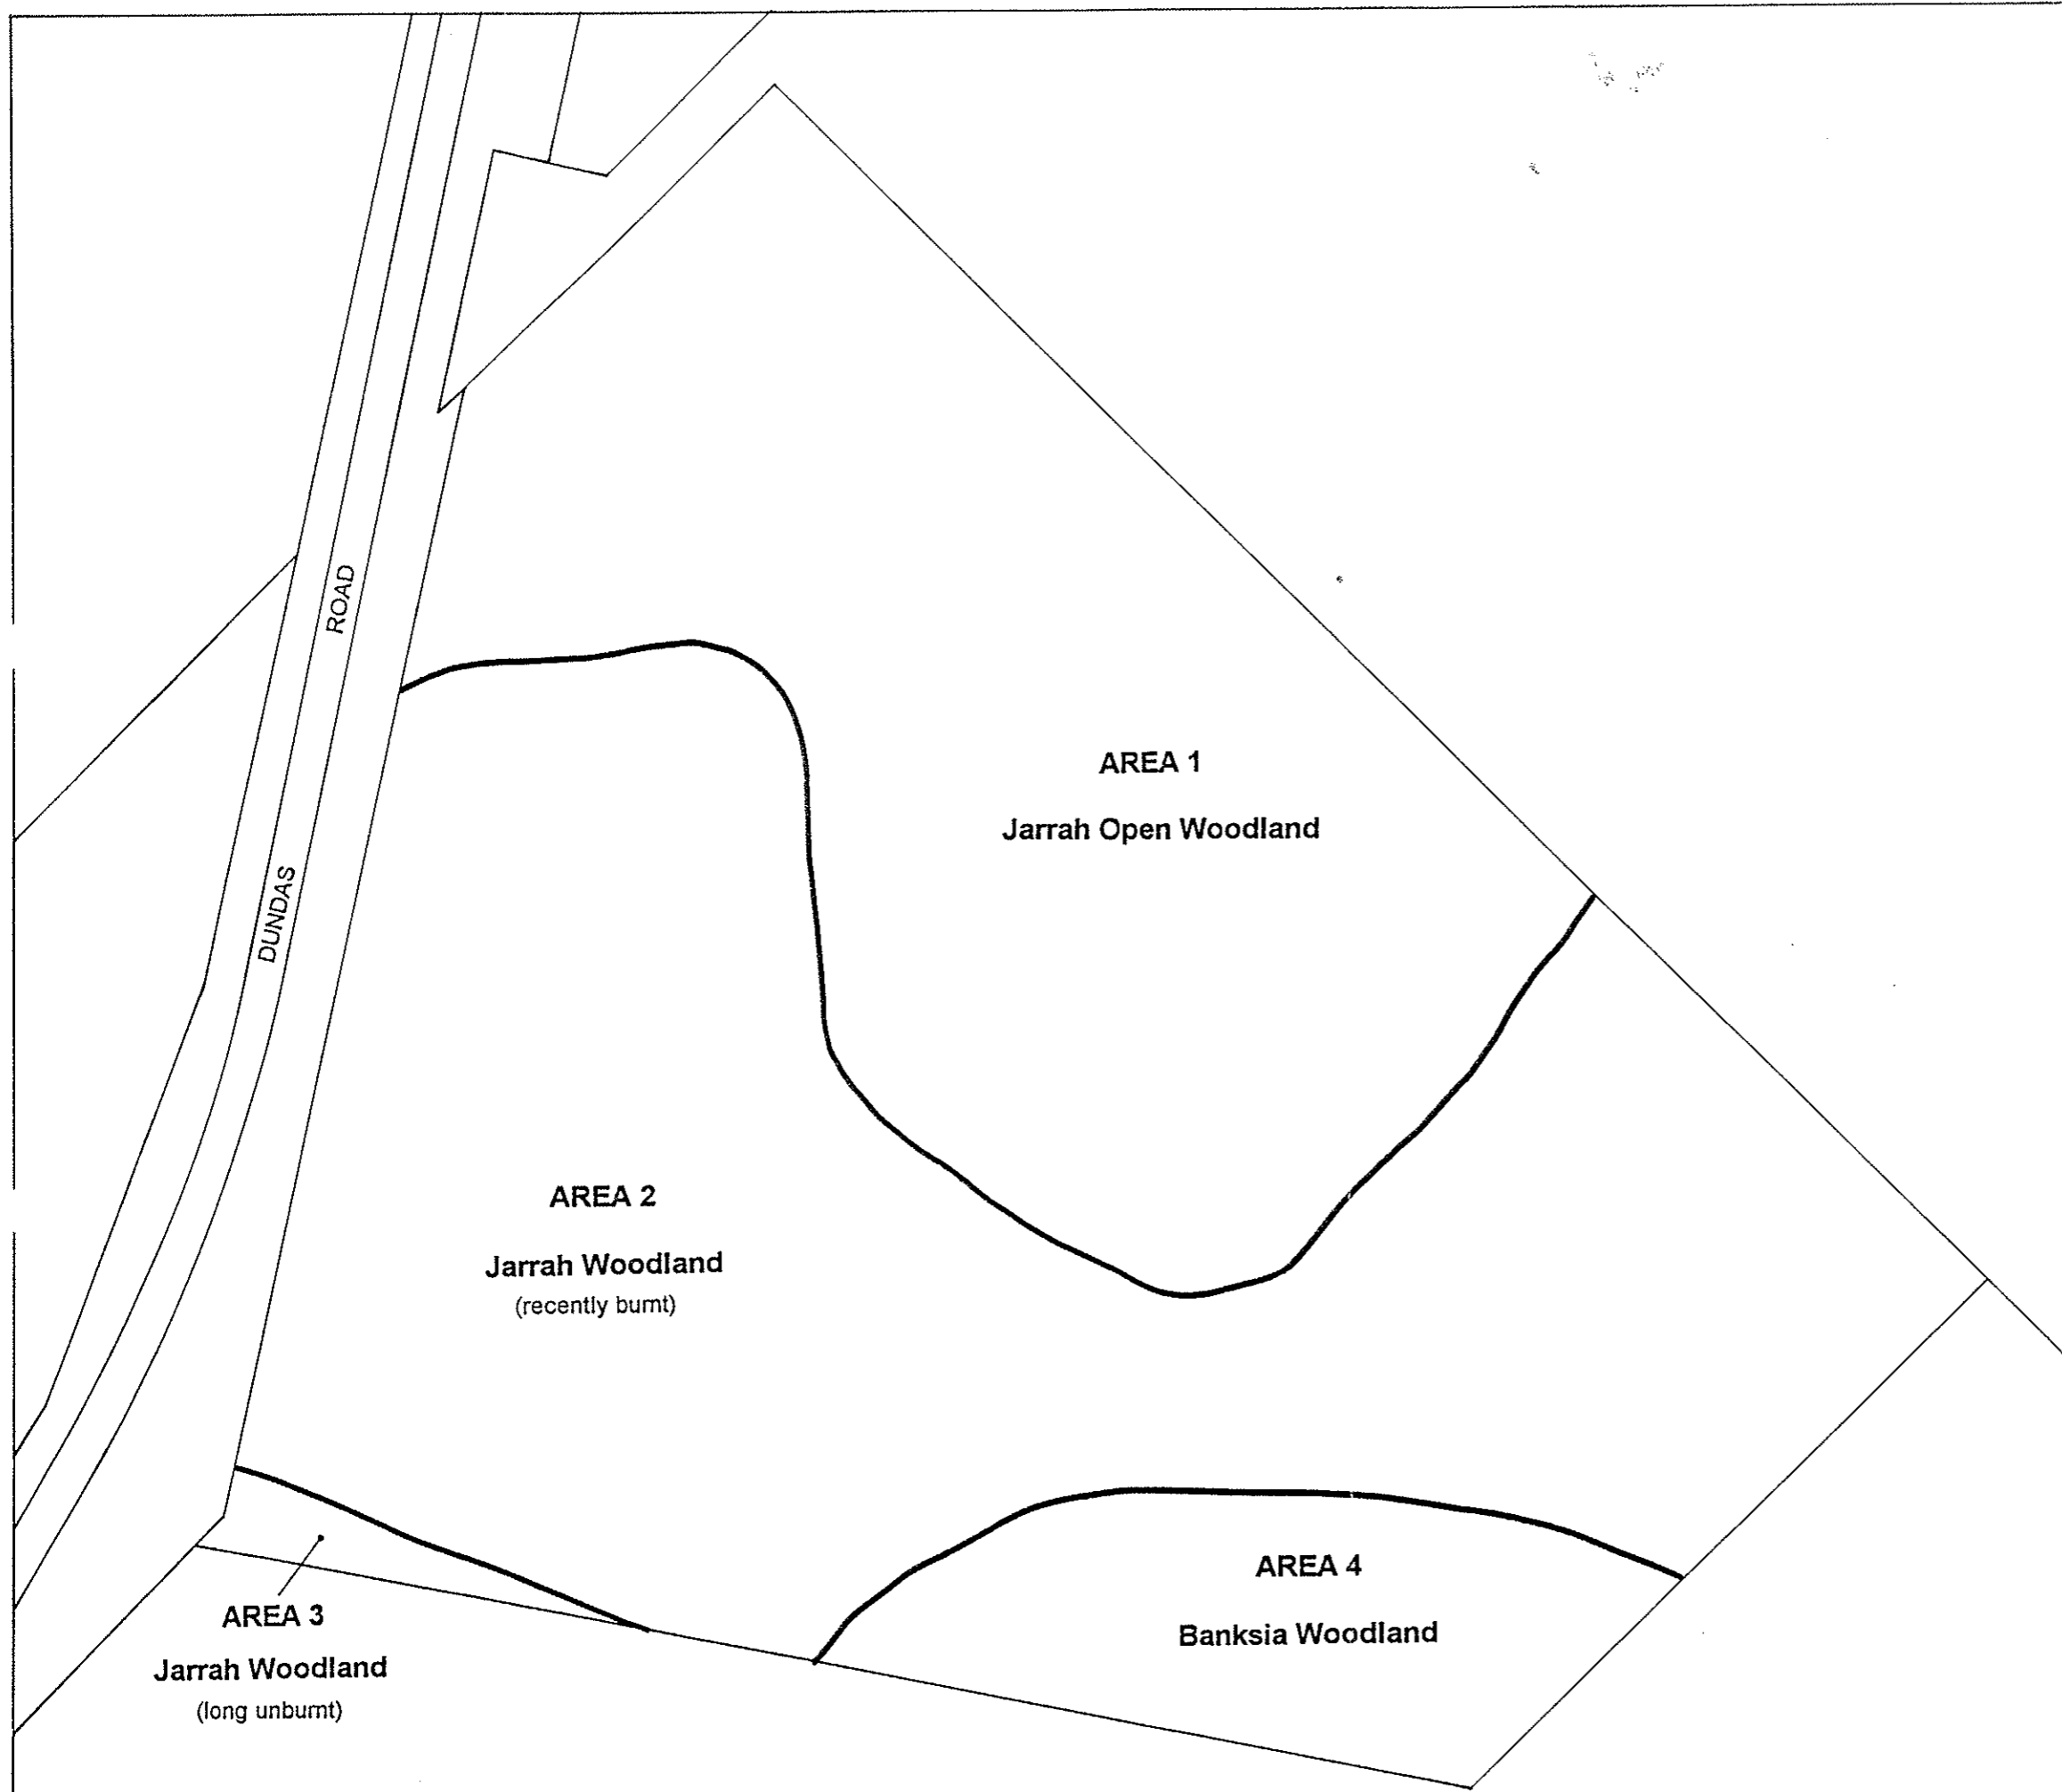 DUNDAS ROAD
AREA 1
Jarrah Open Woodland
AREA 2
Jarrah Woodland
(recently burnt)
AREA 3
Jarrah Woodland
(long unburnt)
AREA 4
Banksia Woodland